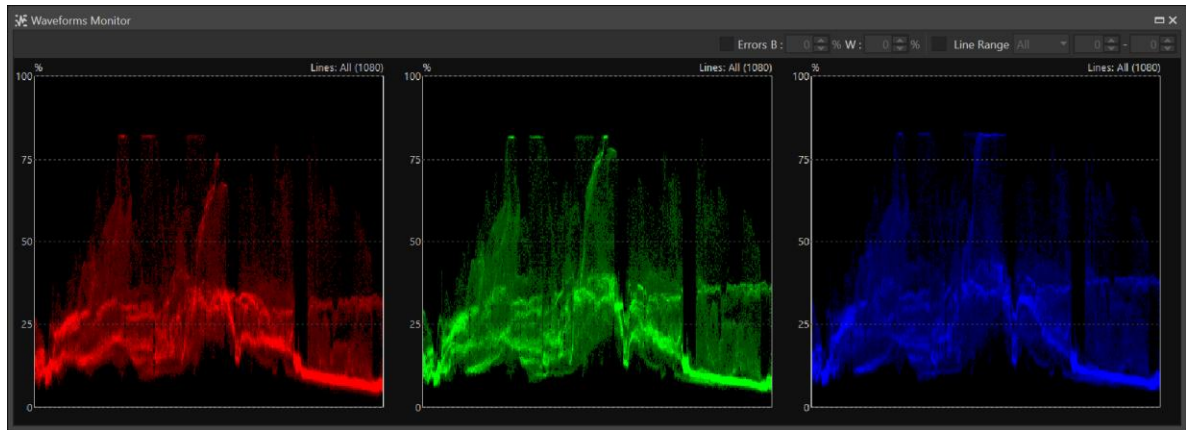 Waveforms Monitor
Errors B : 0 % W : 0 % Line Range All 0 - 0
% Lines: All (1080) % Lines: All (1080) % Lines: All (1080)
100 100 100
75 75 75
50 50 50
25 25 25
0 0 0